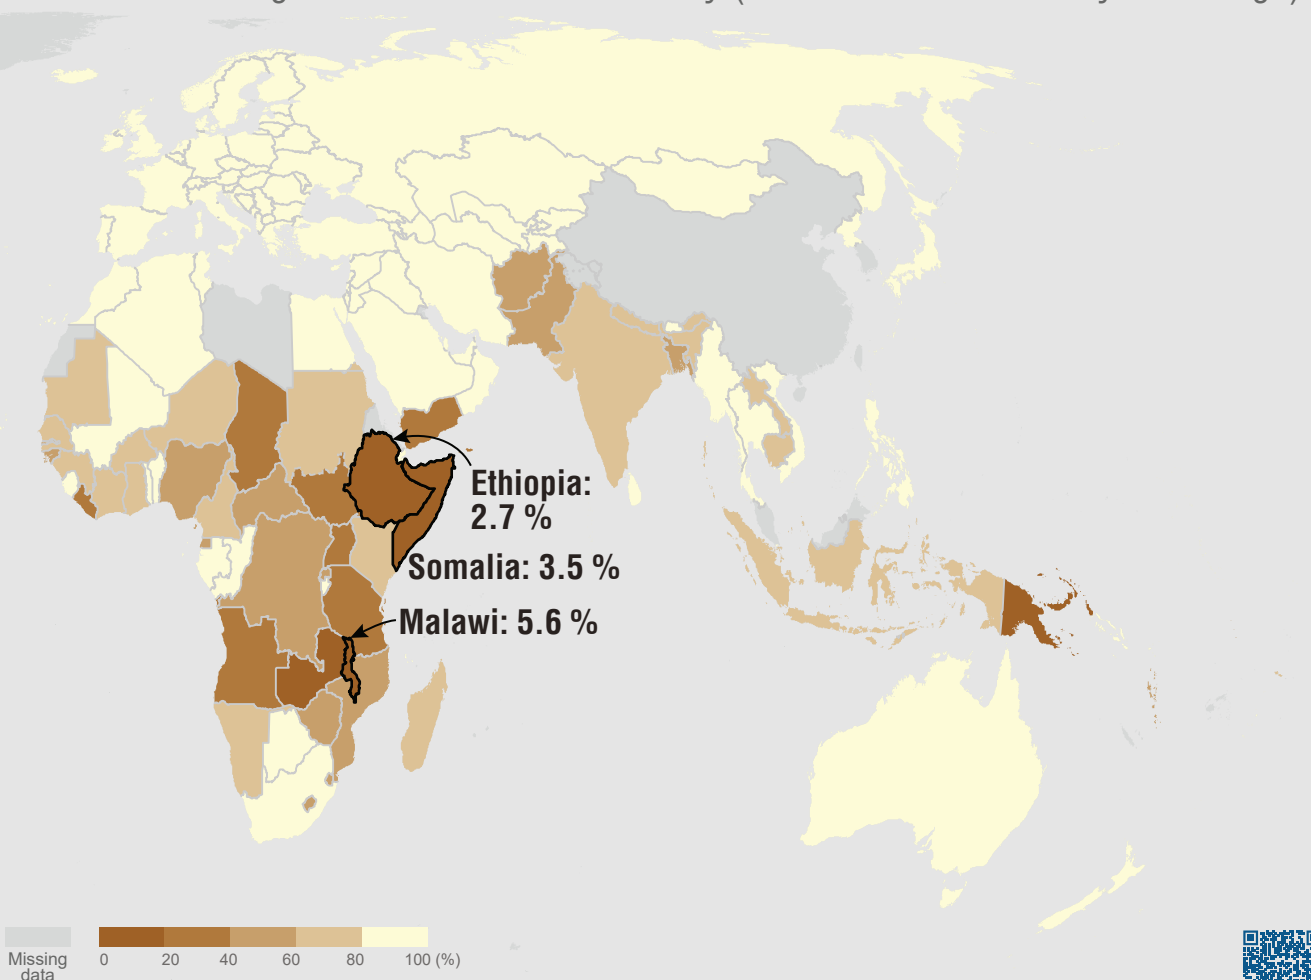 Ethiopia:
2.7 %
Somalia: 3.5 %
Malawi: 5.6 %
Missing
data
0 20 40 60 80 100 (%)